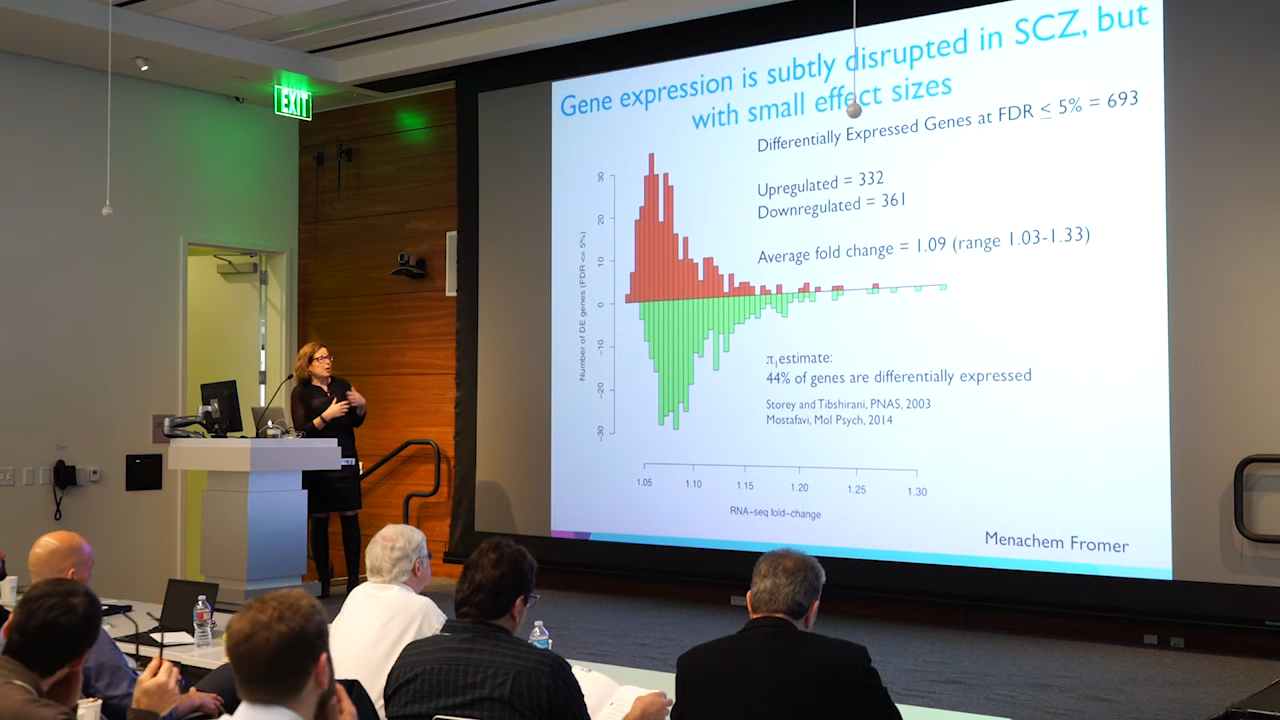 EXIT
Gene expression is subtly disrupted in SCZ, but
with small effect sizes
Differentially Expressed Genes at FDR ≤ 5% = 693
Upregulated = 332
Downregulated = 361
Average fold change = 1.09 (range 1.03-1.33)
Number of DE genes (FDR <= 5%)
30
20
10
0
−10
−20
−30
π₁estimate:
44% of genes are differentially expressed
Storey and Tibshirani, PNAS, 2003
Mostafavi, Mol Psych, 2014
1.05 1.10 1.15 1.20 1.25 1.30
RNA−seq fold−change
Menachem Fromer